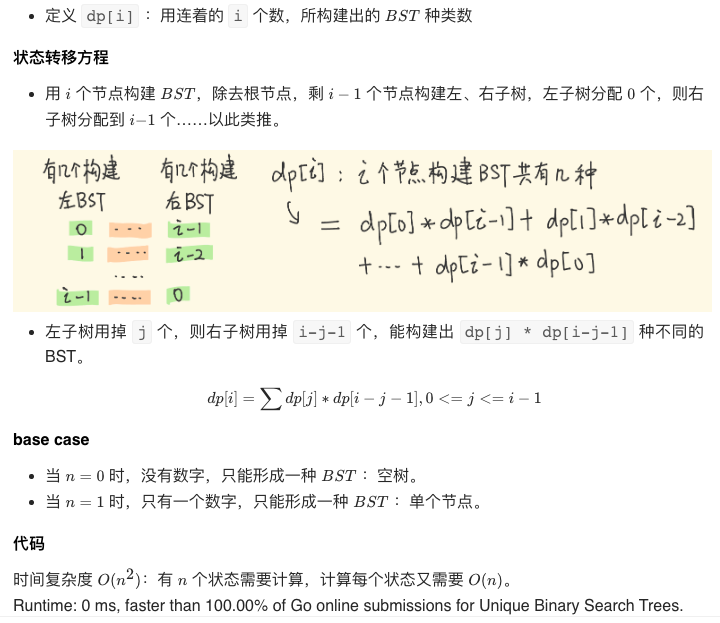 • 定义 dp[i] ：用连着的 i 个数，所构建出的 BST 种类数
状态转移方程
• 用 i 个节点构建 BST，除去根节点，剩 i − 1 个节点构建左、右子树，左子树分配 0 个，则右
子树分配到 i−1 个……以此类推。
有几个构建 有几个构建 dp[i]：i个节点构建BST共有几种
左BST 右BST
0 ---- i-1 = dp[0]*dp[i-1]+ dp[1]*dp[i-2]
1 ---- i-2
---- + ··· + dp[i-1]* dp[0]
i-1 ---- 0
• 左子树用掉 j 个，则右子树用掉 i-j-1 个，能构建出 dp[j] * dp[i-j-1] 种不同的
BST。
dp[i] = ∑ dp[j] ∗ dp[i − j − 1], 0 <= j <= i − 1
base case
• 当 n = 0 时，没有数字，只能形成一种 BST ：空树。
• 当 n = 1 时，只有一个数字，只能形成一种 BST ：单个节点。
代码
时间复杂度 O(n²)：有 n 个状态需要计算，计算每个状态又需要 O(n)。
Runtime: 0 ms, faster than 100.00% of Go online submissions for Unique Binary Search Trees.